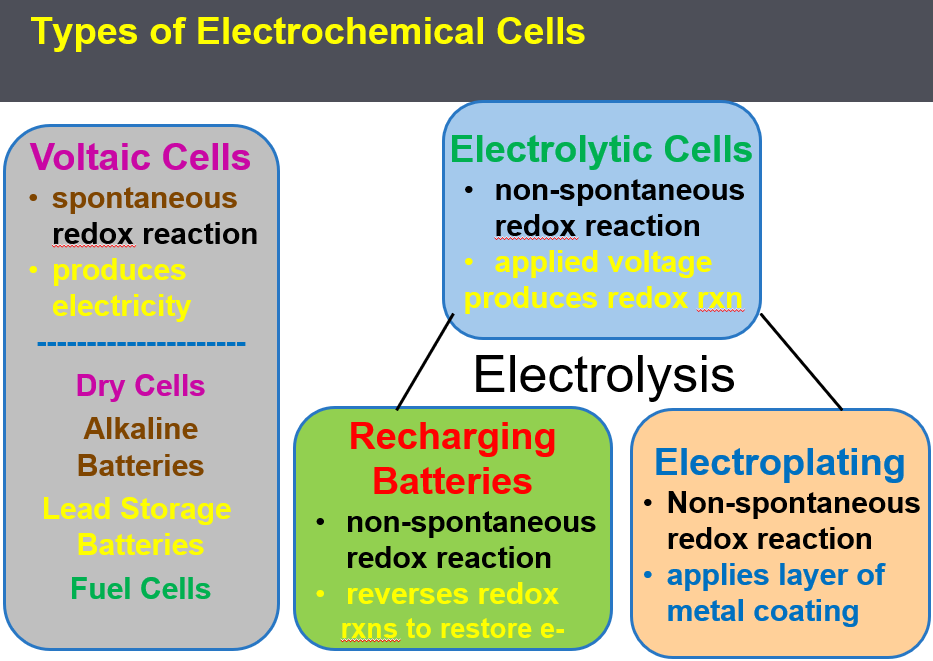 Types of Electrochemical Cells
Voltaic Cells
• spontaneous
redox reaction
• produces
electricity
---------------------
Dry Cells
Alkaline
Batteries
Lead Storage
Batteries
Fuel Cells
Electrolytic Cells
• non-spontaneous
redox reaction
• applied voltage
produces redox rxn
Electrolysis
Recharging
Batteries
• non-spontaneous
redox reaction
• reverses redox
rxns to restore e-
Electroplating
• Non-spontaneous
redox reaction
• applies layer of
metal coating